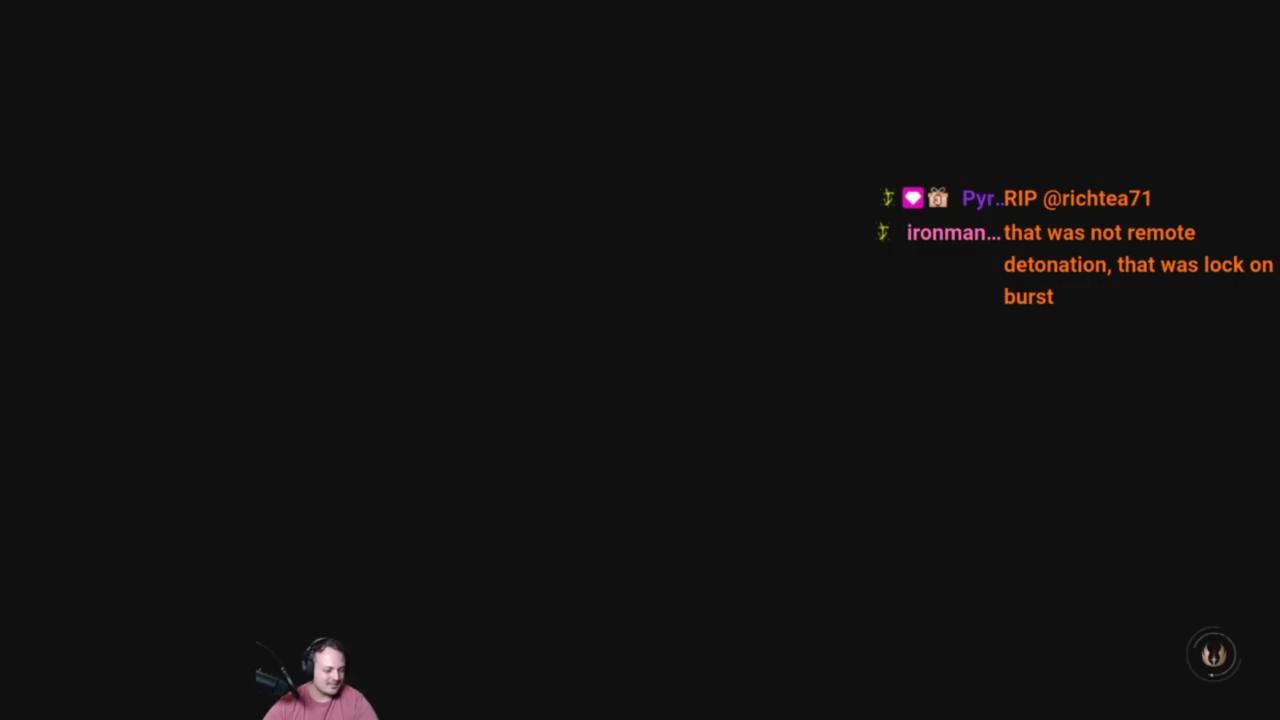 Pyr..RIP @richtea71
ironman...that was not remote
detonation, that was lock on
burst